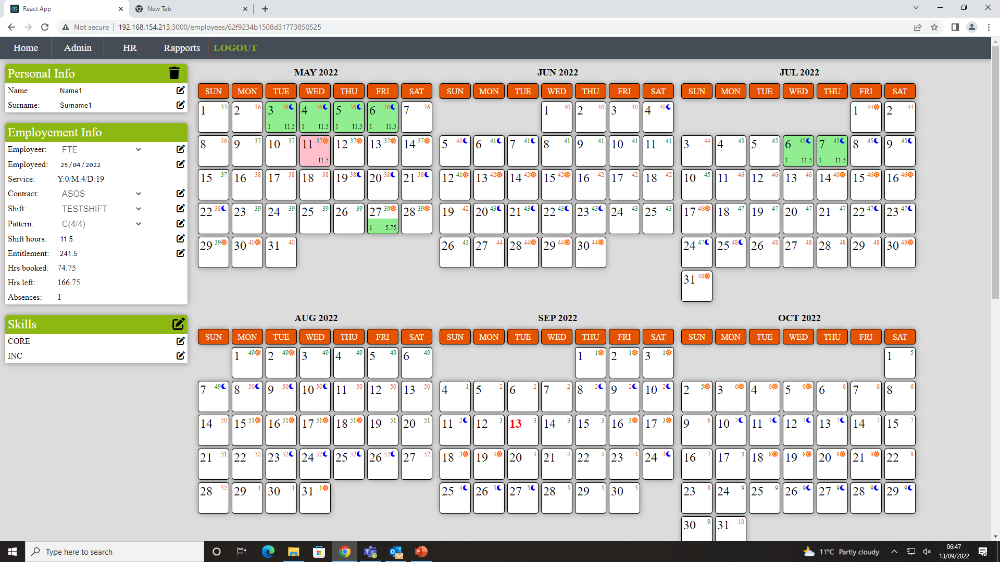 React App
New Tab
Not secure
192.168.154.213:3000/employees/62f9234b1508d31773850525
Home
Admin
HR
Rapports
LOGOUT
Personal Info
Name: Name1
Surname: Surname1
Employement Info
Employeer: FTE
Employeed: 25/04/2022
Service: Y:0/M:4/D:19
Contract: ASOS
Shift: TESTSHIFT
Pattern: C(4/4)
Shift hours: 11.5
Entitlement: 241.5
Hrs booked: 74.75
Hrs left: 166.75
Absences: 1
Skills
CORE
INC
MAY 2022
SUN MON TUE WED THU FRI SAT
1 35 2 36 3 36 4 36 5 36 6 36 7 36
1 11.5 1 11.5 1 11.5 1 11.5
8 36 9 37 10 37 11 37 12 37 13 37 14 37
11.5
15 37 16 38 17 38 18 38 19 38 20 38 21 38
22 38 23 39 24 39 25 39 26 39 27 39 28 39
1 5.75
29 39 30 40 31 40
JUN 2022
SUN MON TUE WED THU FRI SAT
1 40 2 40 3 40 4 40
5 40 6 41 7 41 8 41 9 41 10 41 11 41
12 41 13 42 14 42 15 42 16 42 17 42 18 42
19 42 20 43 21 43 22 43 23 43 24 43 25 43
26 43 27 44 28 44 29 44 30 44
JUL 2022
SUN MON TUE WED THU FRI SAT
1 44 2 44
3 44 4 45 5 45 6 45 7 45 8 45 9 45
1 11.5 1 11.5
10 45 11 46 12 46 13 46 14 46 15 46 16 46
17 46 18 47 19 47 20 47 21 47 22 47 23 47
24 47 25 48 26 48 27 48 28 48 29 48 30 48
31 48
AUG 2022
SUN MON TUE WED THU FRI SAT
1 49 2 49 3 49 4 49 5 49 6 49
7 49 8 50 9 50 10 50 11 50 12 50 13 50
14 50 15 51 16 51 17 51 18 51 19 51 20 51
21 51 22 52 23 52 24 52 25 52 26 52 27 52
28 52 29 1 30 1 31 1
SEP 2022
SUN MON TUE WED THU FRI SAT
1 1 2 1 3 1
4 1 5 2 6 2 7 2 8 2 9 2 10 2
11 2 12 3 13 3 14 3 15 3 16 3 17 3
18 3 19 4 20 4 21 4 22 4 23 4 24 4
25 4 26 5 27 5 28 5 29 5 30 5
OCT 2022
SUN MON TUE WED THU FRI SAT
1 5
2 5 3 6 4 6 5 6 6 6 7 6 8 6
9 6 10 7 11 7 12 7 13 7 14 7 15 7
16 7 17 8 18 8 19 8 20 8 21 8 22 8
23 8 24 9 25 9 26 9 27 9 28 9 29 9
30 9 31 10
Type here to search
11°C Partly cloudy
06:47
13/09/2022